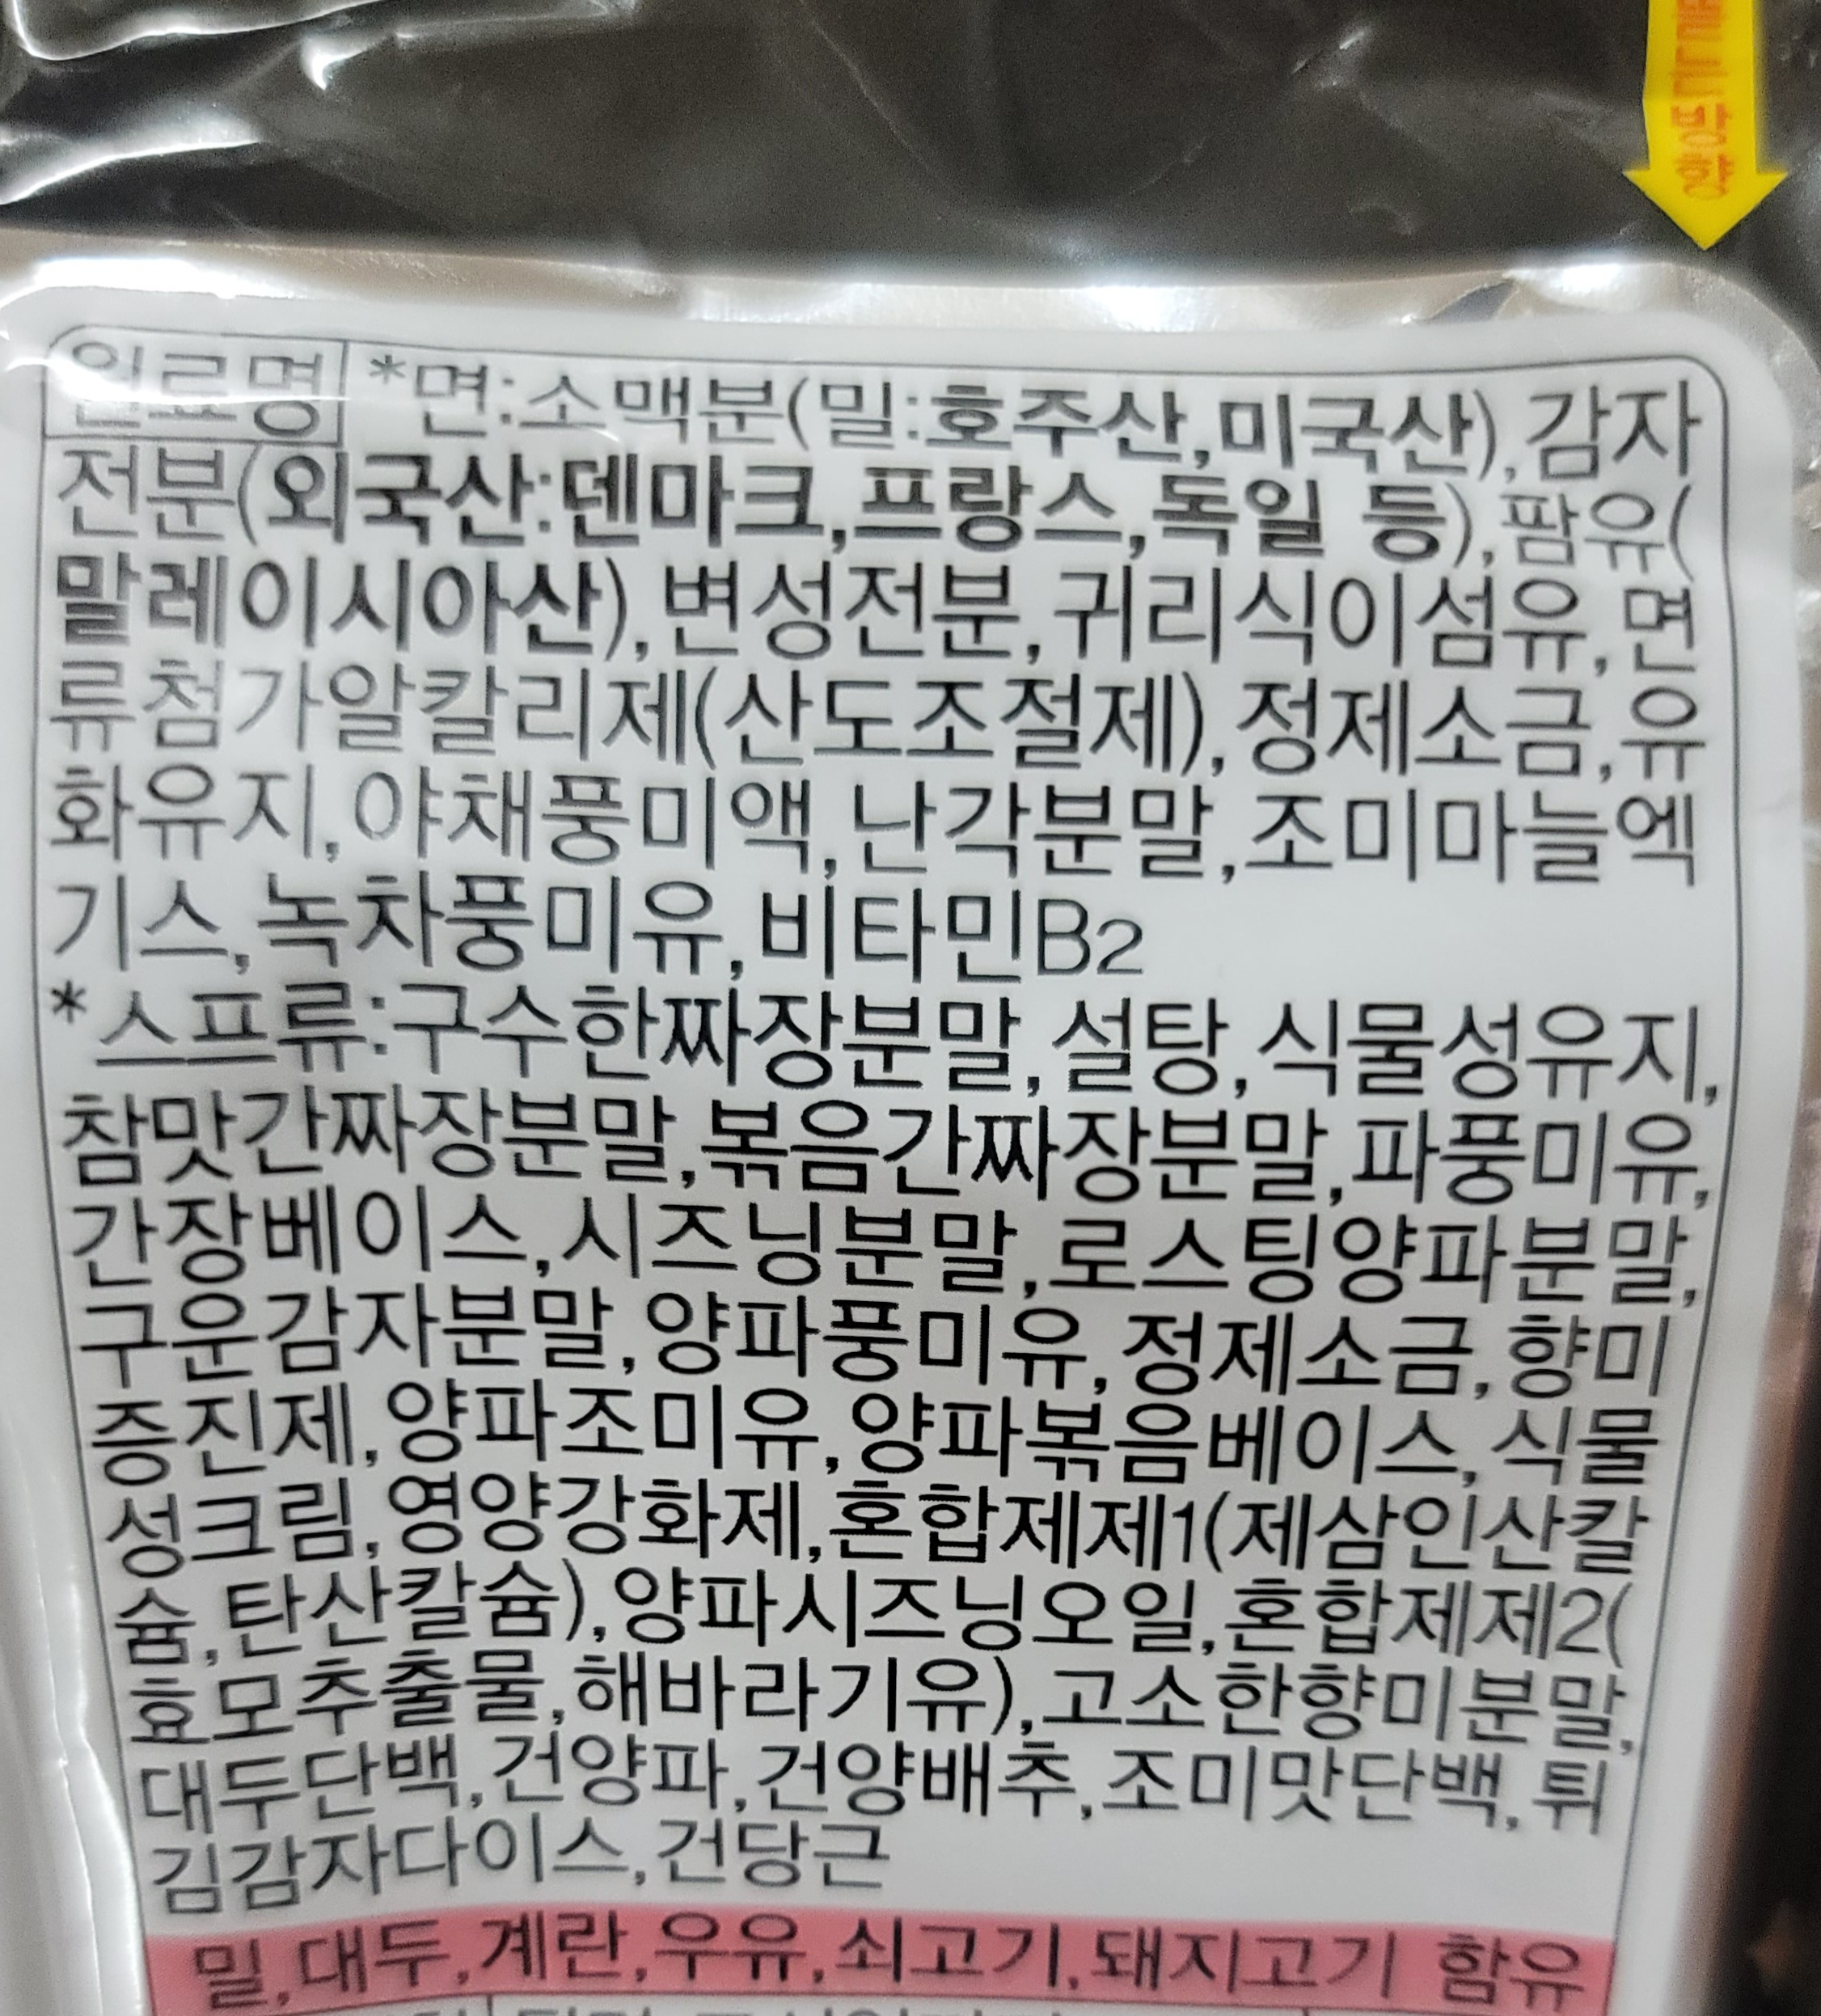 원료명 *면:소맥분(밀:호주산,미국산),감자
전분(외국산:덴마크,프랑스,독일 등),팜유(
말레이시아산),변성전분,귀리식이섬유,면
류첨가알칼리제(산도조절제),정제소금,유
화유지,야채풍미액,난각분말,조미마늘엑
기스,녹차풍미유,비타민B2
*스프류:구수한짜장분말,설탕,식물성유지,
참맛간짜장분말,볶음간짜장분말,파풍미유,
간장베이스,시즈닝분말,로스팅양파분말,
구운감자분말,양파풍미유,정제소금,향미
증진제,양파조미유,양파볶음베이스,식물
성크림,영양강화제,혼합제제1(제삼인산칼
슘,탄산칼슘),양파시즈닝오일,혼합제제2(
효모추출물,해바라기유),고소한향미분말,
대두단백,건양파,건양배추,조미맛단백,튀
김감자다이스,건당근
밀,대두,계란,우유,쇠고기,돼지고기 함유